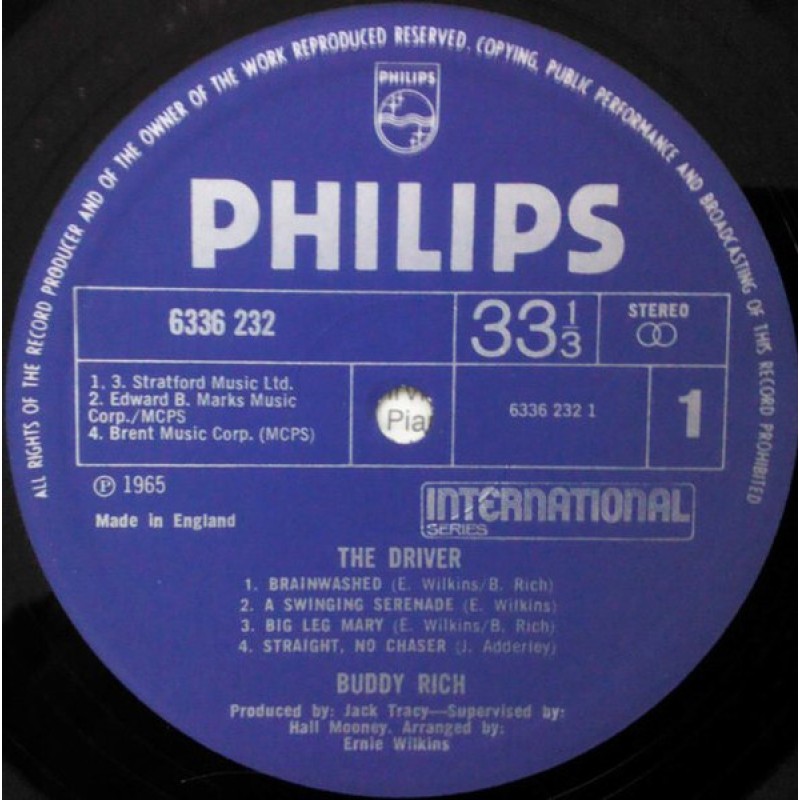 ALL RIGHTS OF THE RECORD PRODUCER AND OF THE OWNER OF THE WORK REPRODUCED RESERVED. COPYING, PUBLIC PERFORMANCE AND BROADCASTING OF THIS RECORD PROHIBITED
PHILIPS
PHILIPS
6336 232
33 1/3
STEREO
1. 3. Stratford Music Ltd.
2. Edward B. Marks Music
Corp./MCPS
4. Brent Music Corp. (MCPS)
Pia
6336 232 1
1
℗ 1965
Made in England
INTERNATIONAL
SERIES
THE DRIVER
1. BRAINWASHED (E. Wilkins/B. Rich)
2. A SWINGING SERENADE (E. Wilkins)
3. BIG LEG MARY (E. Wilkins/B. Rich)
4. STRAIGHT, NO CHASER (J. Adderley)
BUDDY RICH
Produced by: Jack Tracy—Supervised by:
Hall Mooney. Arranged by:
Ernie Wilkins